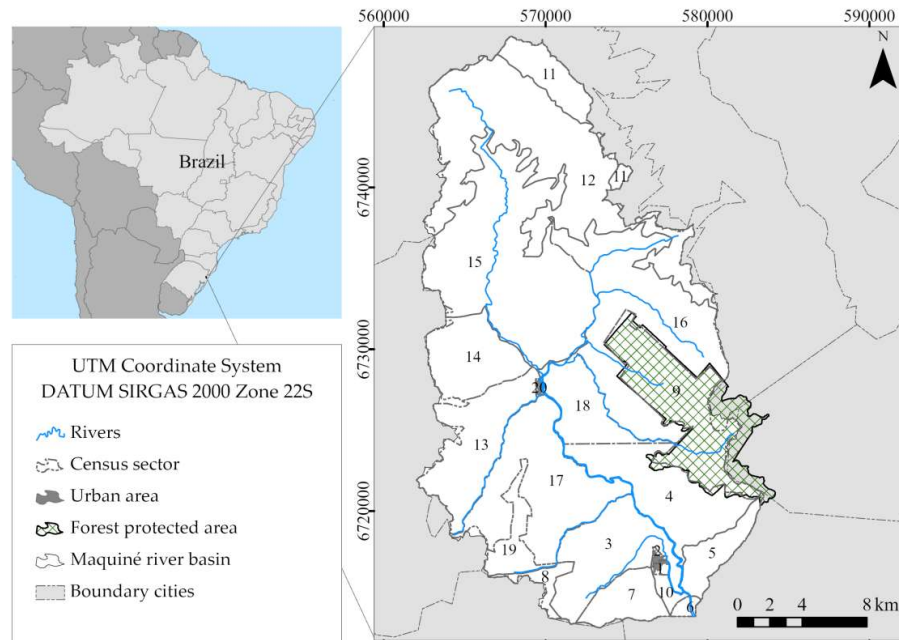 Brazil
UTM Coordinate System
DATUM SIRGAS 2000 Zone 22S
Rivers
Census sector
Urban area
Forest protected area
Maquiné river basin
Boundary cities
560000 570000 580000 590000
6740000
6730000
6720000
N
11
11
12
15
16
14
9
20
18
13
17
4
19
3
2
5
8
1
7
10
6
0 2 4 8 km